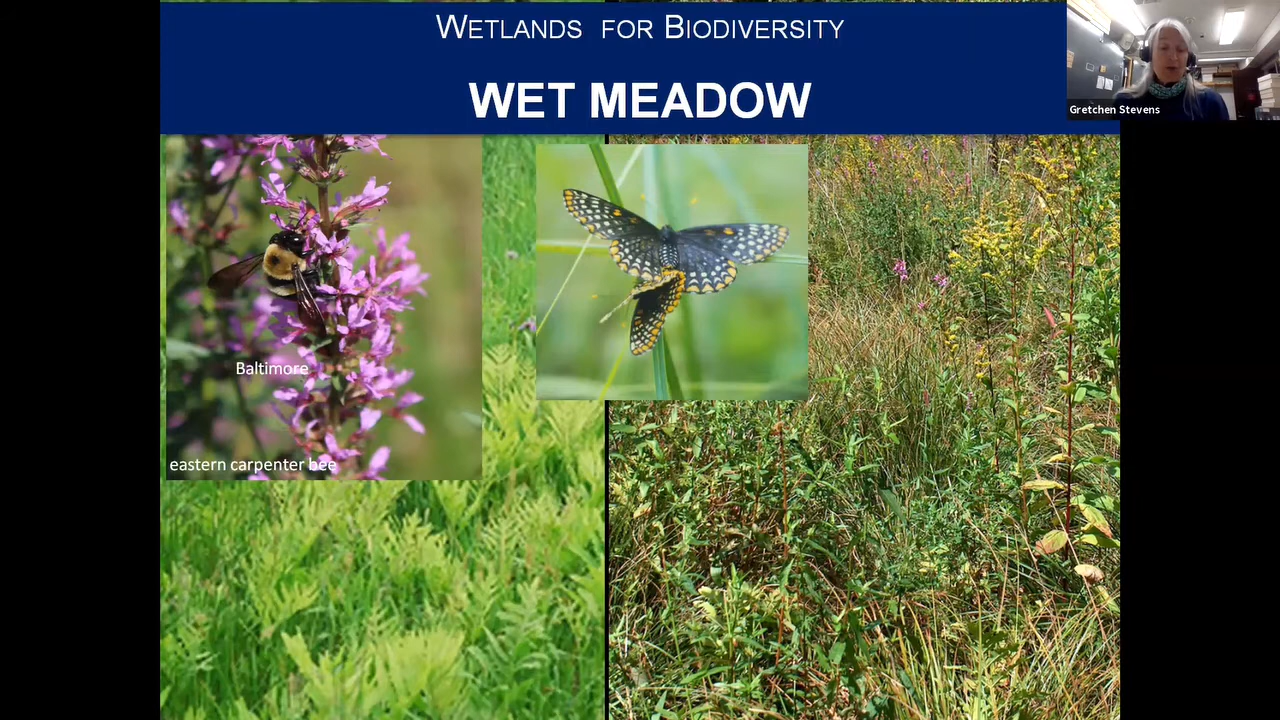 WETLANDS FOR BIODIVERSITY
WET MEADOW
Gretchen Stevens
Baltimore
eastern carpenter bee